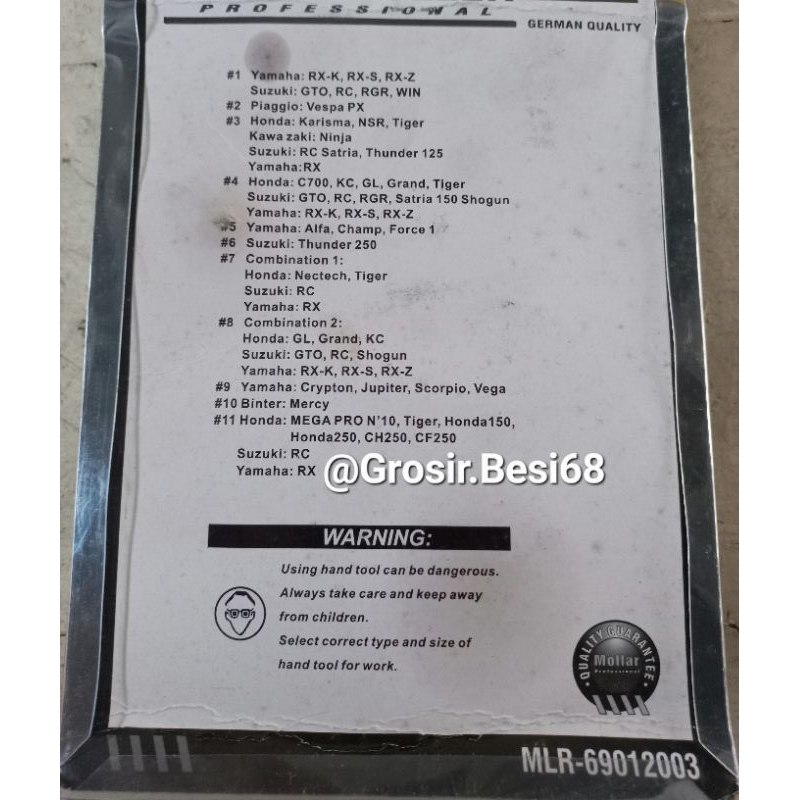 PROFESSIONAL
GERMAN QUALITY
#1 Yamaha: RX-K, RX-S, RX-Z
Suzuki: GTO, RC, RGR, WIN
#2 Piaggio: Vespa PX
#3 Honda: Karisma, NSR, Tiger
Kawa zaki: Ninja
Suzuki: RC Satria, Thunder 125
Yamaha:RX
#4 Honda: C700, KC, GL, Grand, Tiger
Suzuki: GTO, RC, RGR, Satria 150 Shogun
Yamaha: RX-K, RX-S, RX-Z
#5 Yamaha: Alfa, Champ, Force 1
#6 Suzuki: Thunder 250
#7 Combination 1:
Honda: Nectech, Tiger
Suzuki: RC
Yamaha: RX
#8 Combination 2:
Honda: GL, Grand, KC
Suzuki: GTO, RC, Shogun
Yamaha: RX-K, RX-S, RX-Z
#9 Yamaha: Crypton, Jupiter, Scorpio, Vega
#10 Binter: Mercy
#11 Honda: MEGA PRO N'10, Tiger, Honda150,
Honda250, CH250, CF250
Suzuki: RC
Yamaha: RX
@Grosir.Besi68
WARNING:
Using hand tool can be dangerous.
Always take care and keep away
from children.
Select correct type and size of
hand tool for work.
QUALITY GUARANTEE
Mollar
Professional
MLR-69012003